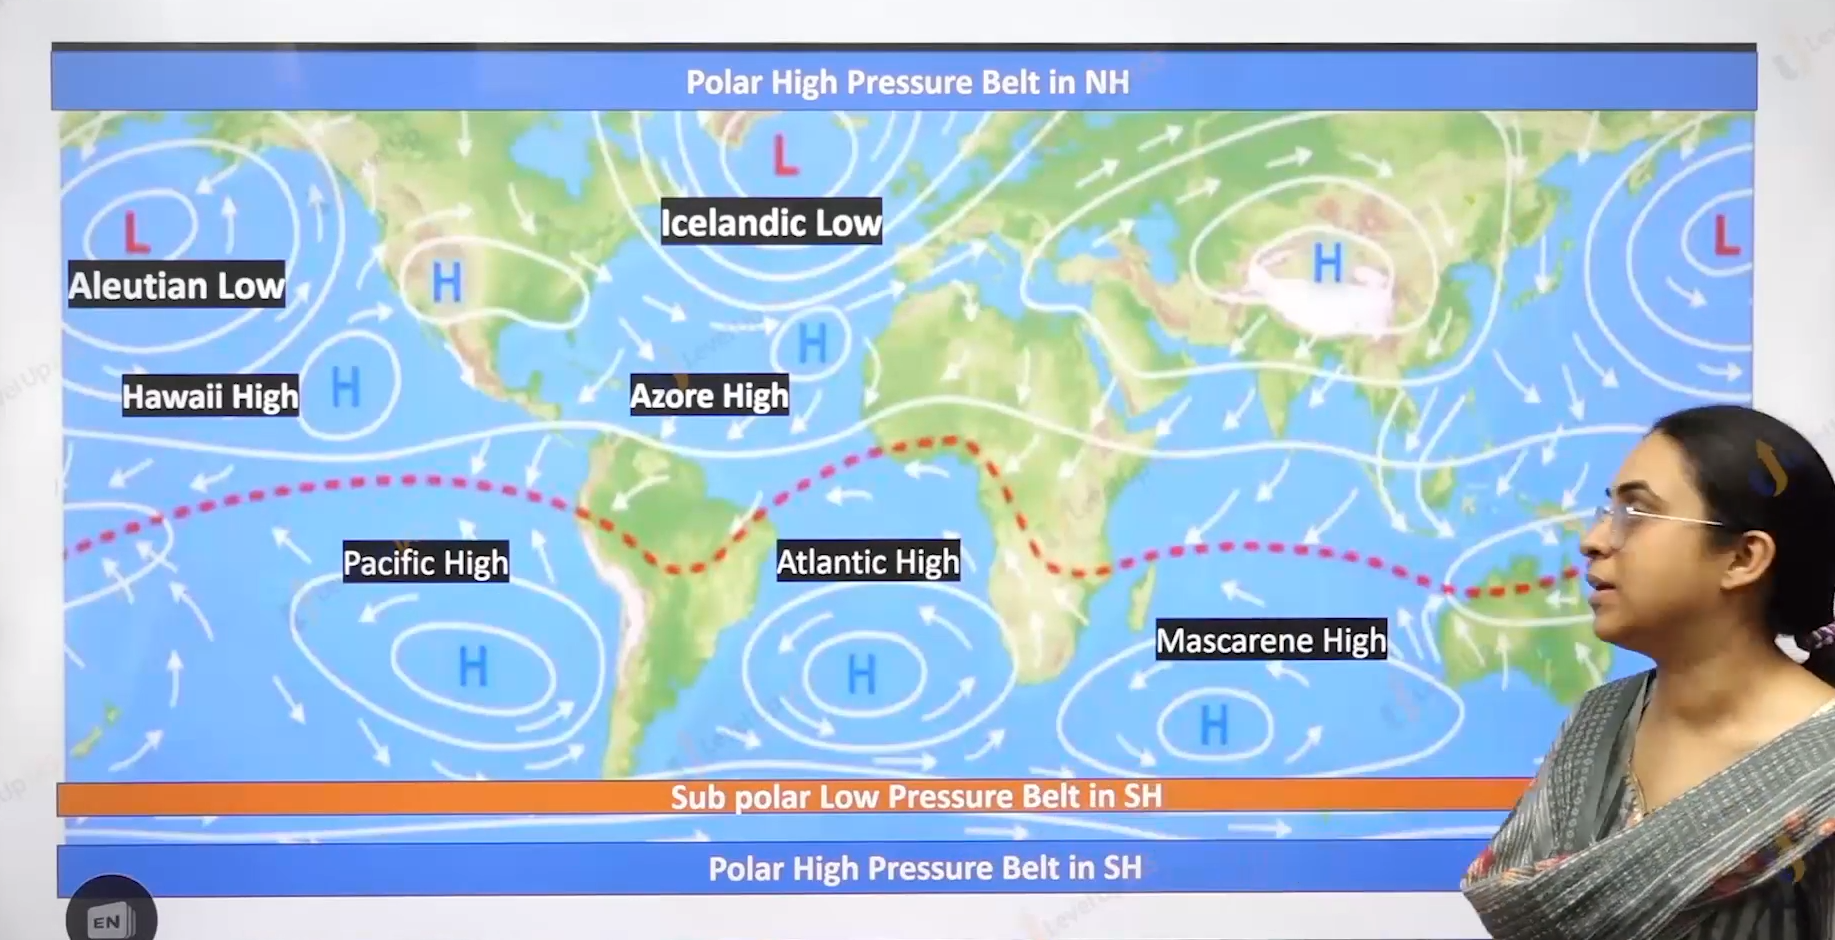 Polar High Pressure Belt in NH
L
Icelandic Low
L
L
Aleutian Low
H
H
H
Hawaii High
H
Azore High
Pacific High
Atlantic High
Mascarene High
H
H
H
Sub polar Low Pressure Belt in SH
Polar High Pressure Belt in SH
EN